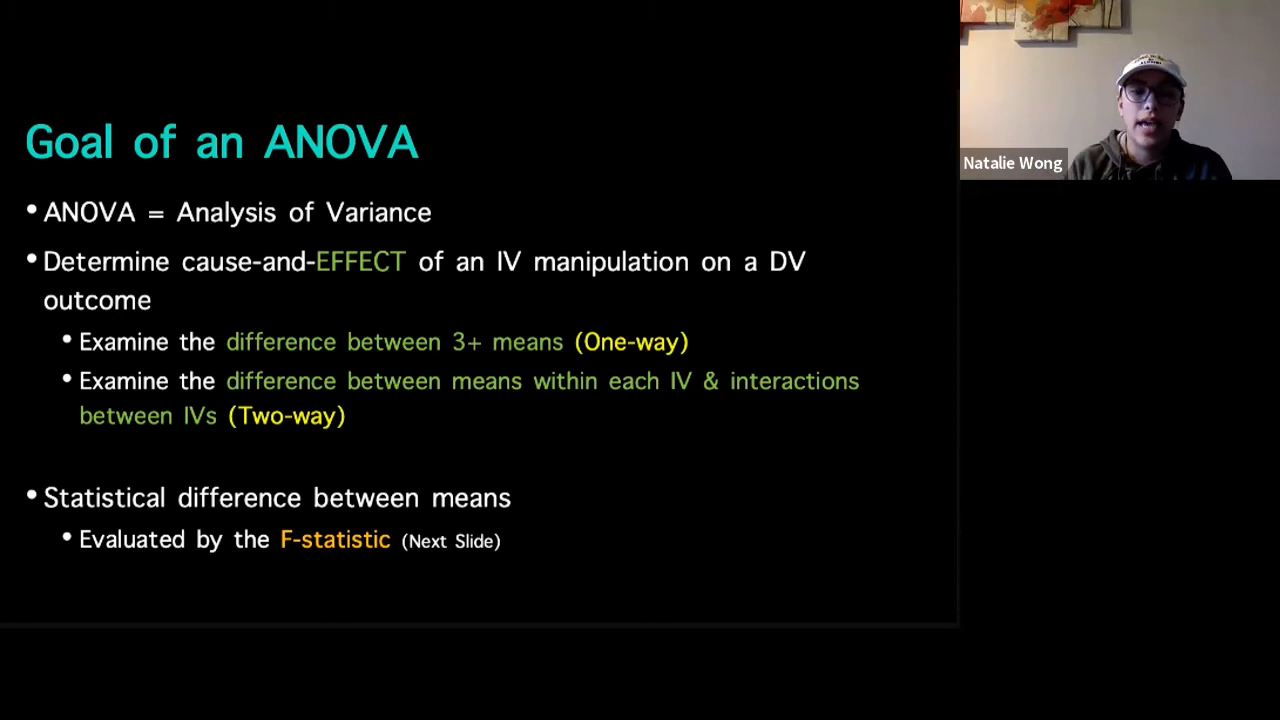 Goal of an ANOVA
• ANOVA = Analysis of Variance
• Determine cause-and-EFFECT of an IV manipulation on a DV
outcome
• Examine the difference between 3+ means (One-way)
• Examine the difference between means within each IV & interactions
between IVs (Two-way)
• Statistical difference between means
• Evaluated by the F-statistic (Next Slide)
Natalie Wong